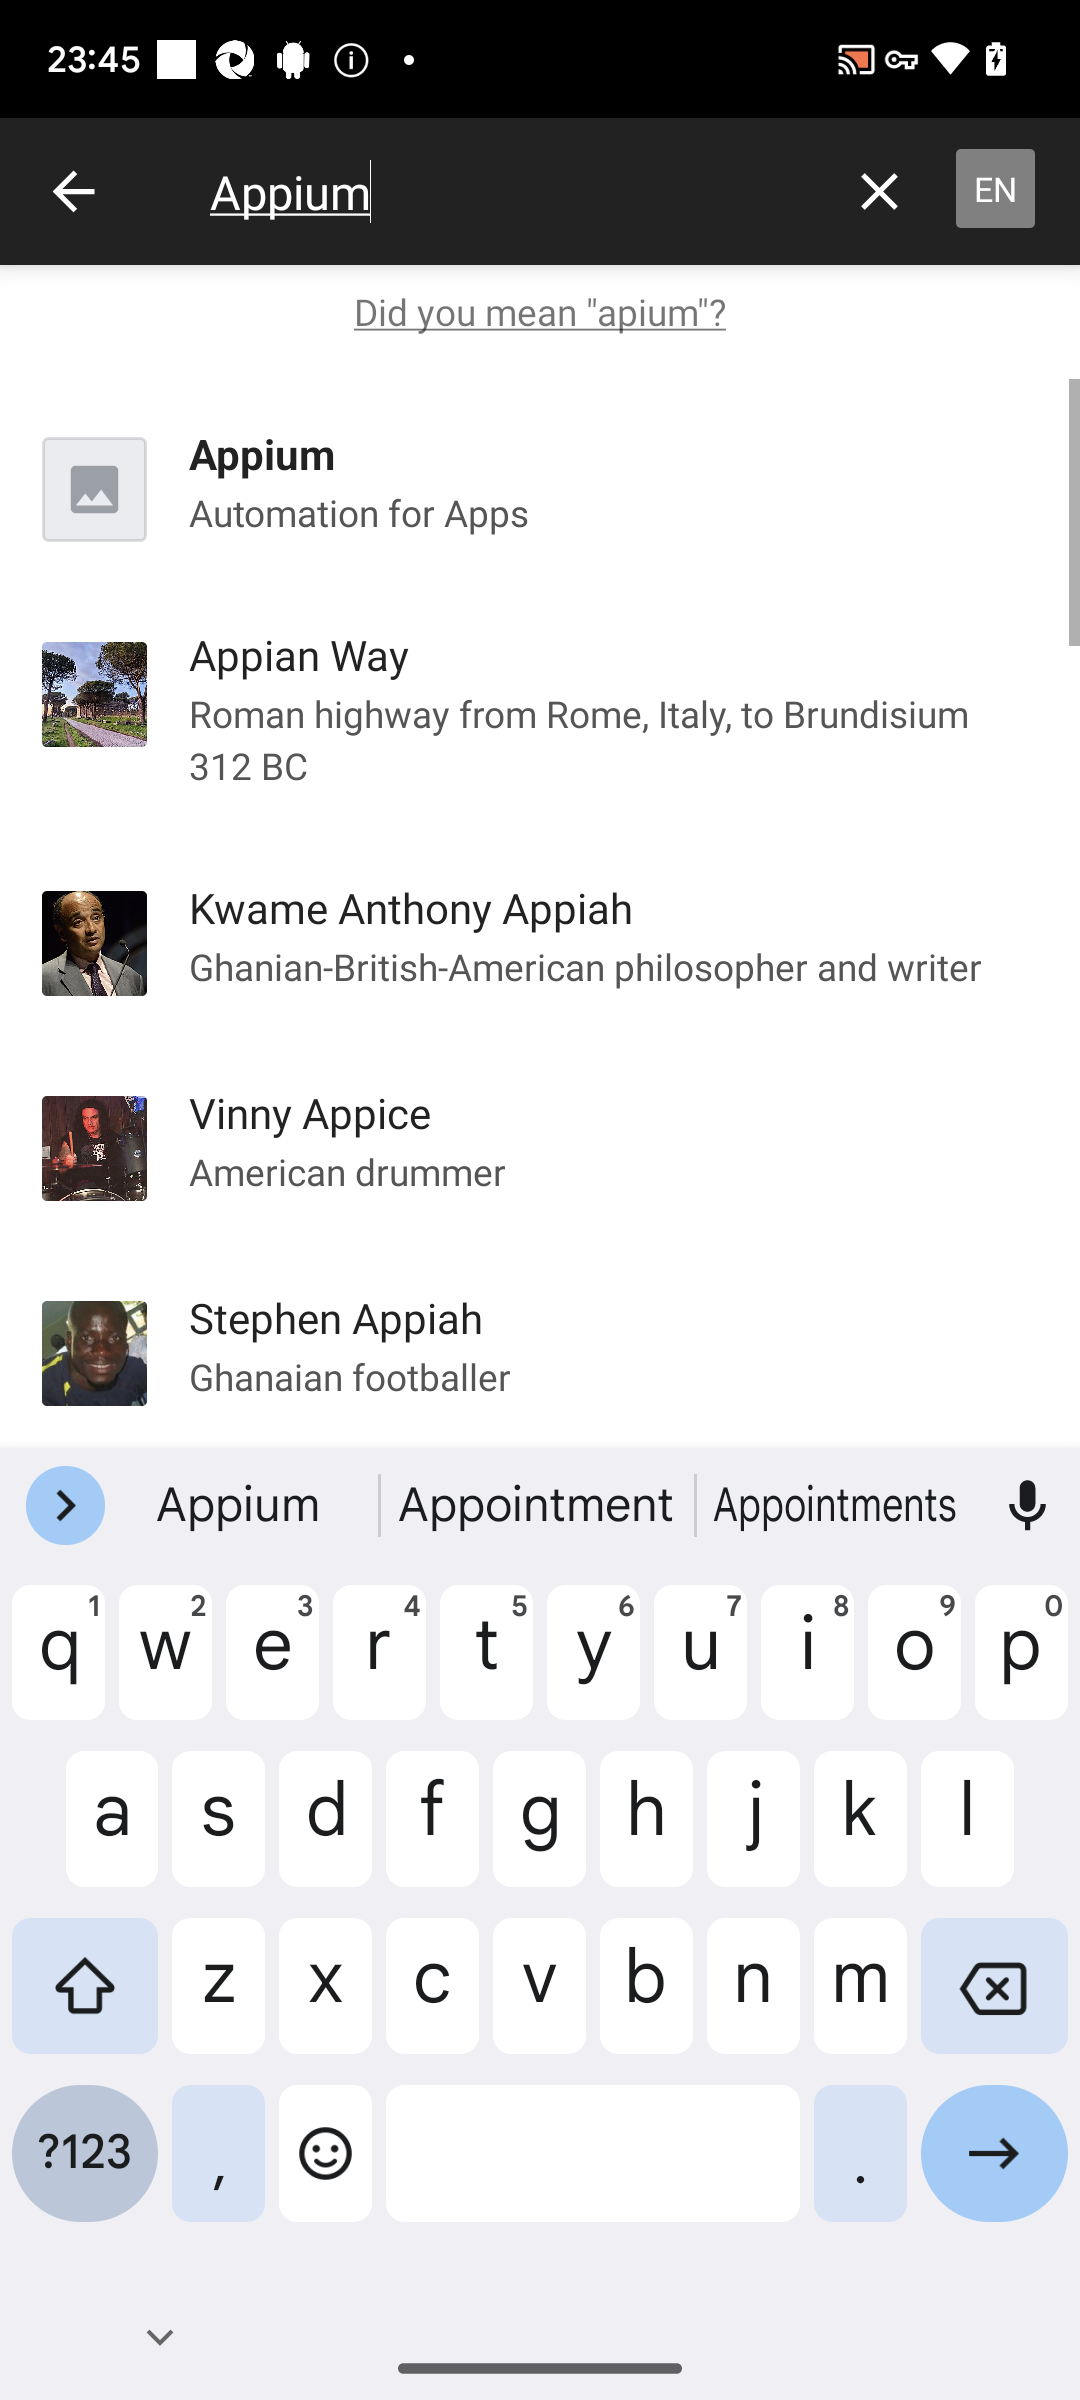 23:45
Appium
EN
Did you mean "apium"?
Appium
Automation for Apps
Appian Way
Roman highway from Rome, Italy, to Brundisium
312 BC
Kwame Anthony Appiah
Ghanian-British-American philosopher and writer
Vinny Appice
American drummer
Stephen Appiah
Ghanaian footballer
Appium Appointment Appointments
1 2 3 4 5 6 7 8 9 0
q w e r t y u i o p
a s d f g h j k l
z x c v b n m
?123 , .